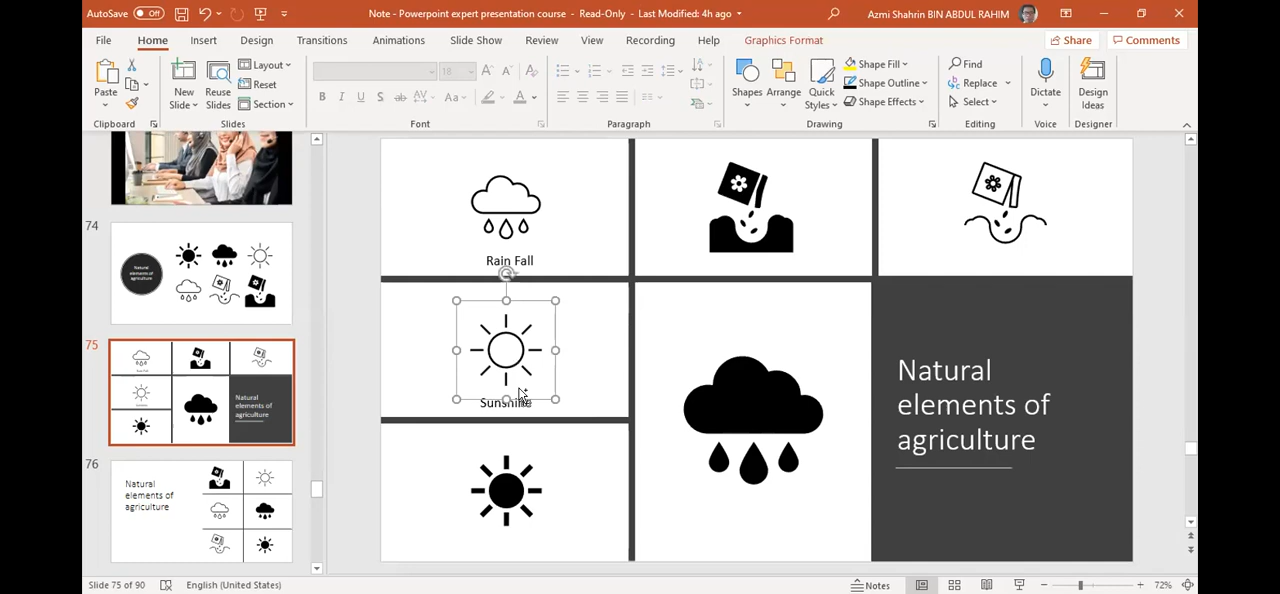 AutoSave Off
Note - Powerpoint expert presentation course - Read-Only - Last Modified: 4h ago
Azmi Shahrin BIN ABDUL RAHIM
File Home Insert Design Transitions Animations Slide Show Review View Recording Help Graphics Format
Share Comments
Paste
Clipboard
New Slide
Reuse Slides
Layout
Reset
Section
Slides
18
Font
Paragraph
Shapes
Arrange
Quick Styles
Shape Fill
Shape Outline
Shape Effects
Drawing
Find
Replace
Select
Editing
Dictate
Voice
Design Ideas
Designer
74
Natural
elements of
agriculture
75
Rain Fall
Natural
elements of
agriculture
76
Natural
elements of
agriculture
Rain Fall
Sunshine
Natural
elements of
agriculture
Slide 75 of 90
English (United States)
Notes
72%